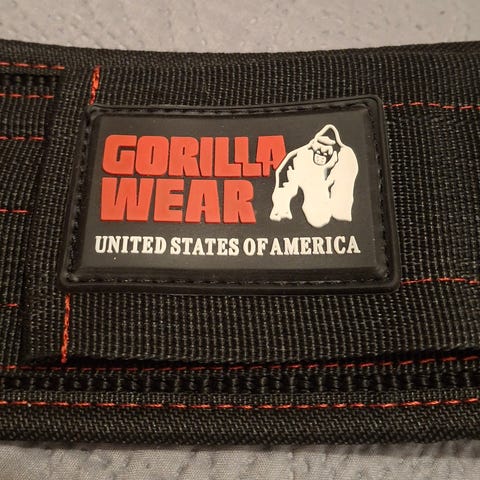 GORILLA
WEAR
UNITED STATES OF AMERICA